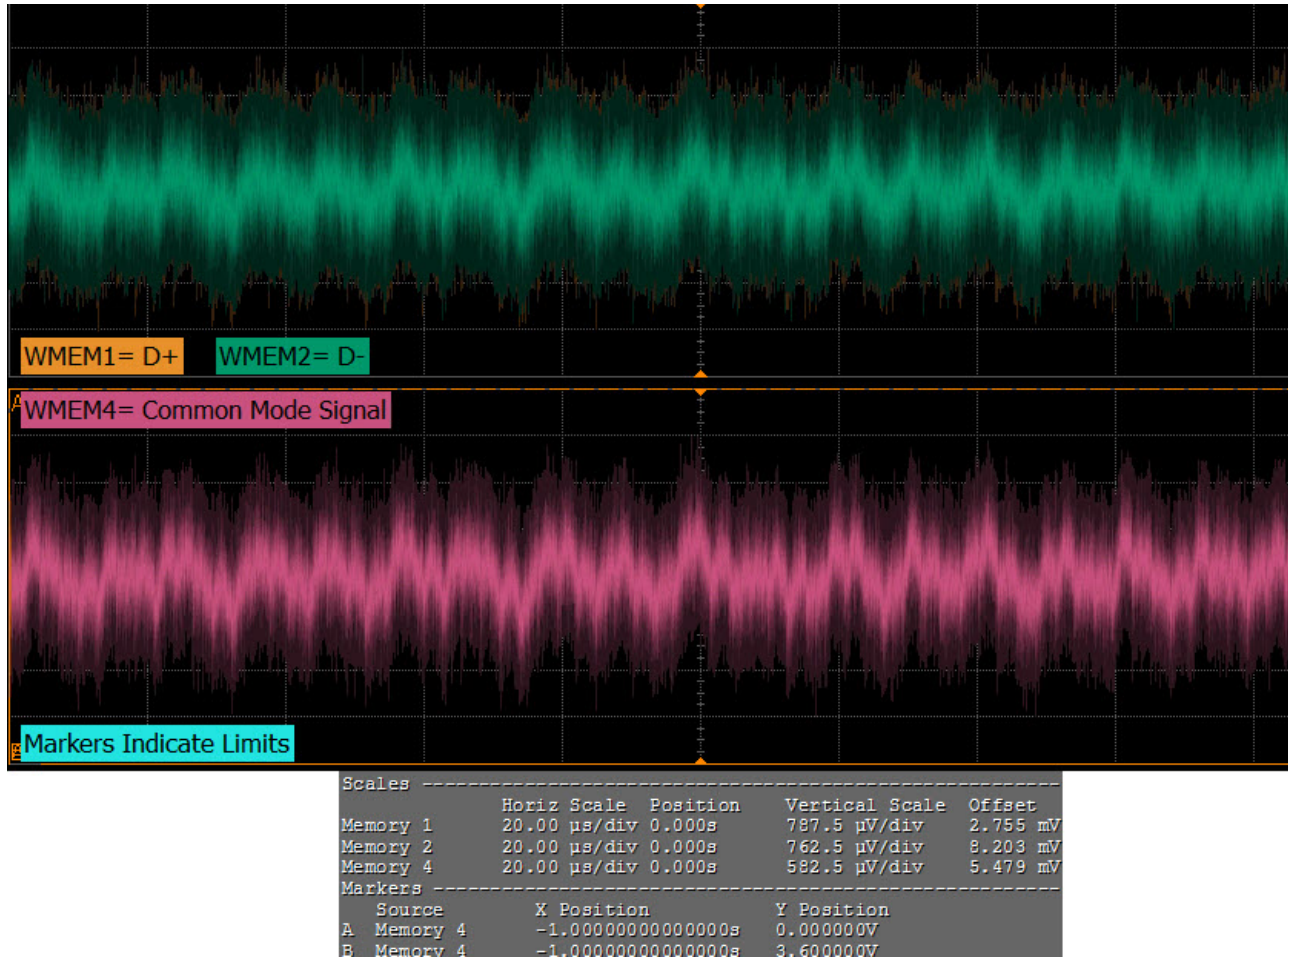 WMEM1= D+ WMEM2= D-
A
WMEM4= Common Mode Signal
B
Markers Indicate Limits
Scales ------------------------------------------------------------
Horiz Scale Position Vertical Scale Offset
Memory 1 20.00 µs/div 0.000s 787.5 µV/div 2.755 mV
Memory 2 20.00 µs/div 0.000s 762.5 µV/div 8.203 mV
Memory 4 20.00 µs/div 0.000s 582.5 µV/div 5.479 mV
Markers -----------------------------------------------------------
Source X Position Y Position
A Memory 4 -1.00000000000000s 0.000000V
B Memory 4 -1.00000000000000s 3.600000V